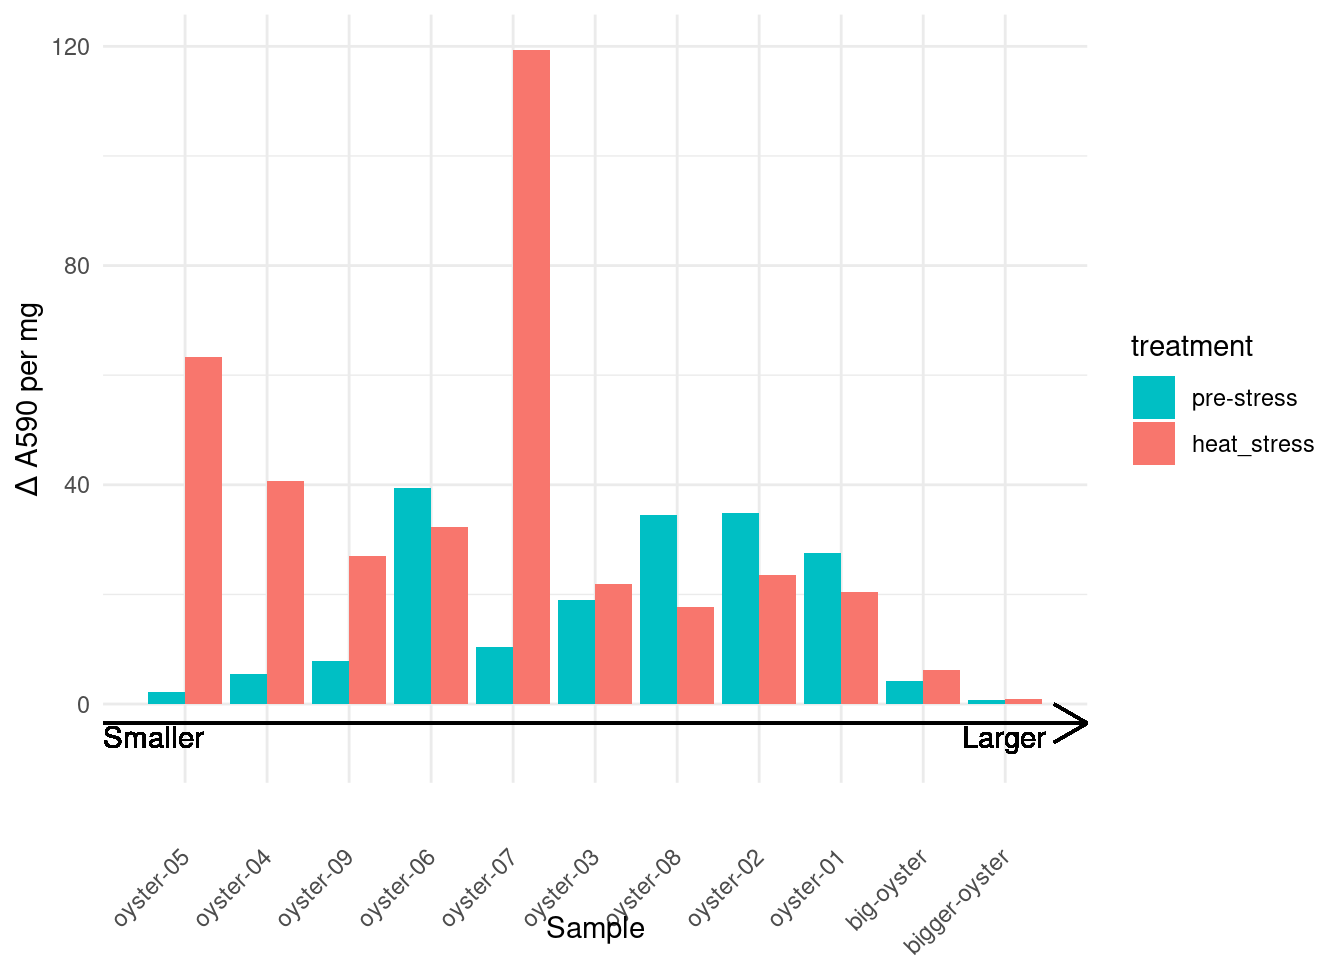 120
80
40
0
Δ A590 per mg
Smaller
Larger
oyster-05
oyster-04
oyster-09
oyster-06
oyster-07
oyster-03
oyster-08
oyster-02
oyster-01
big-oyster
bigger-oyster
Sample
treatment
pre-stress
heat_stress